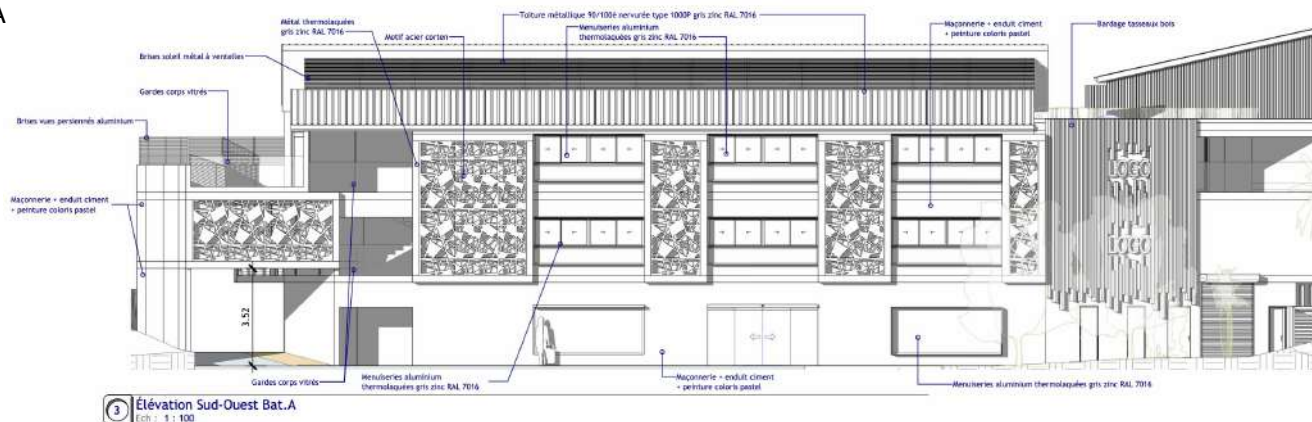 A
Toiture métallique 90/100è nervurée type 1000P gris zinc RAL 7016
Métal thermolaquées
gris zinc RAL 7016
Motif acier corten
Menuiseries aluminium
thermolaquées gris zinc RAL 7016
Maçonnerie + enduit ciment
+ peinture coloris pastel
Bardage tasseaux bois
Brises soleil métal à ventelles
Gardes corps vitrés
Brises vues persiennés aluminium
Maçonnerie + enduit ciment
+ peinture coloris pastel
LOGO
LOGO
3.52
Gardes corps vitrés
Menuiseries aluminium
thermolaquées gris zinc RAL 7016
Maçonnerie + enduit ciment
+ peinture coloris pastel
Menuiseries aluminium thermolaquées gris zinc RAL 7016
3 Élévation Sud-Ouest Bat.A
Ech : 1 : 100